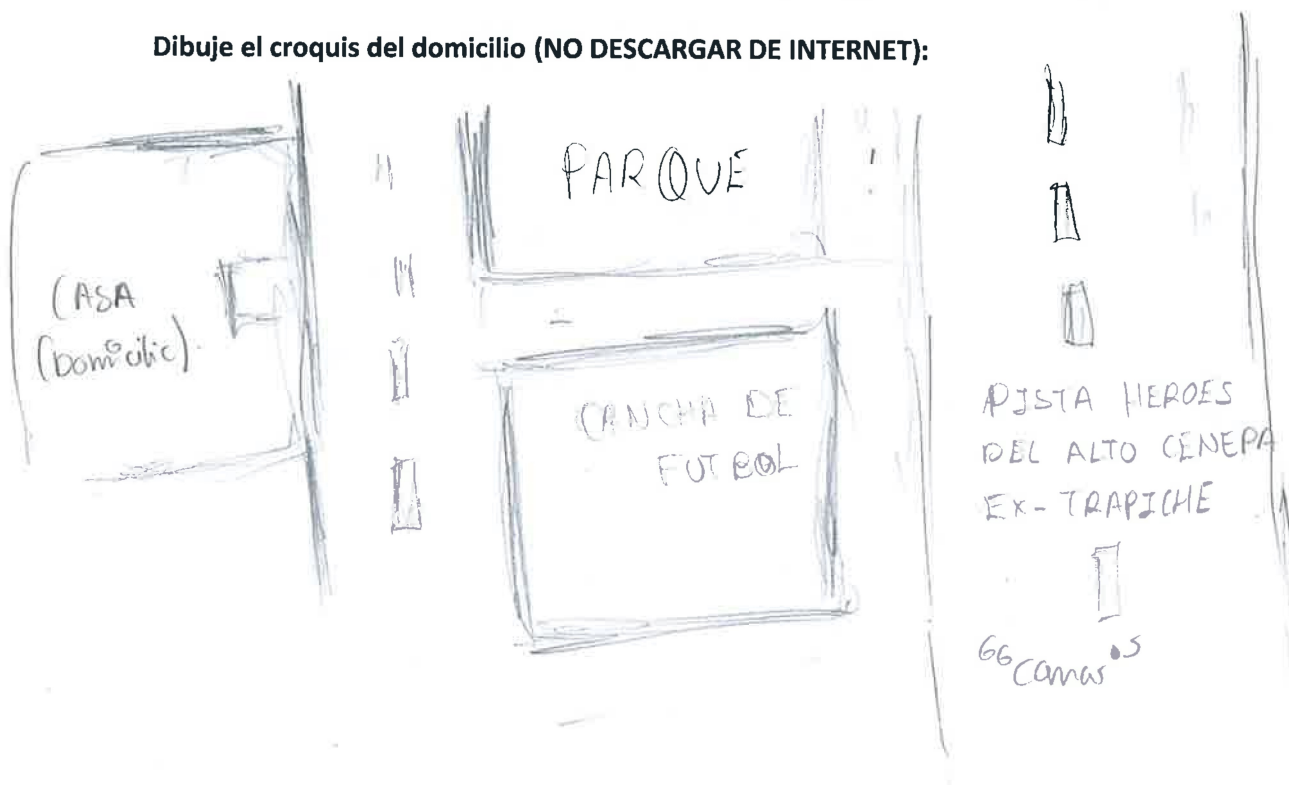 Dibuje el croquis del domicilio (NO DESCARGAR DE INTERNET):
PARQUE
CASA
(Domicilio).
CANCHA DE
FUTBOL
PISTA HEROES
DEL ALTO CENEPA
EX-TRAPICHE